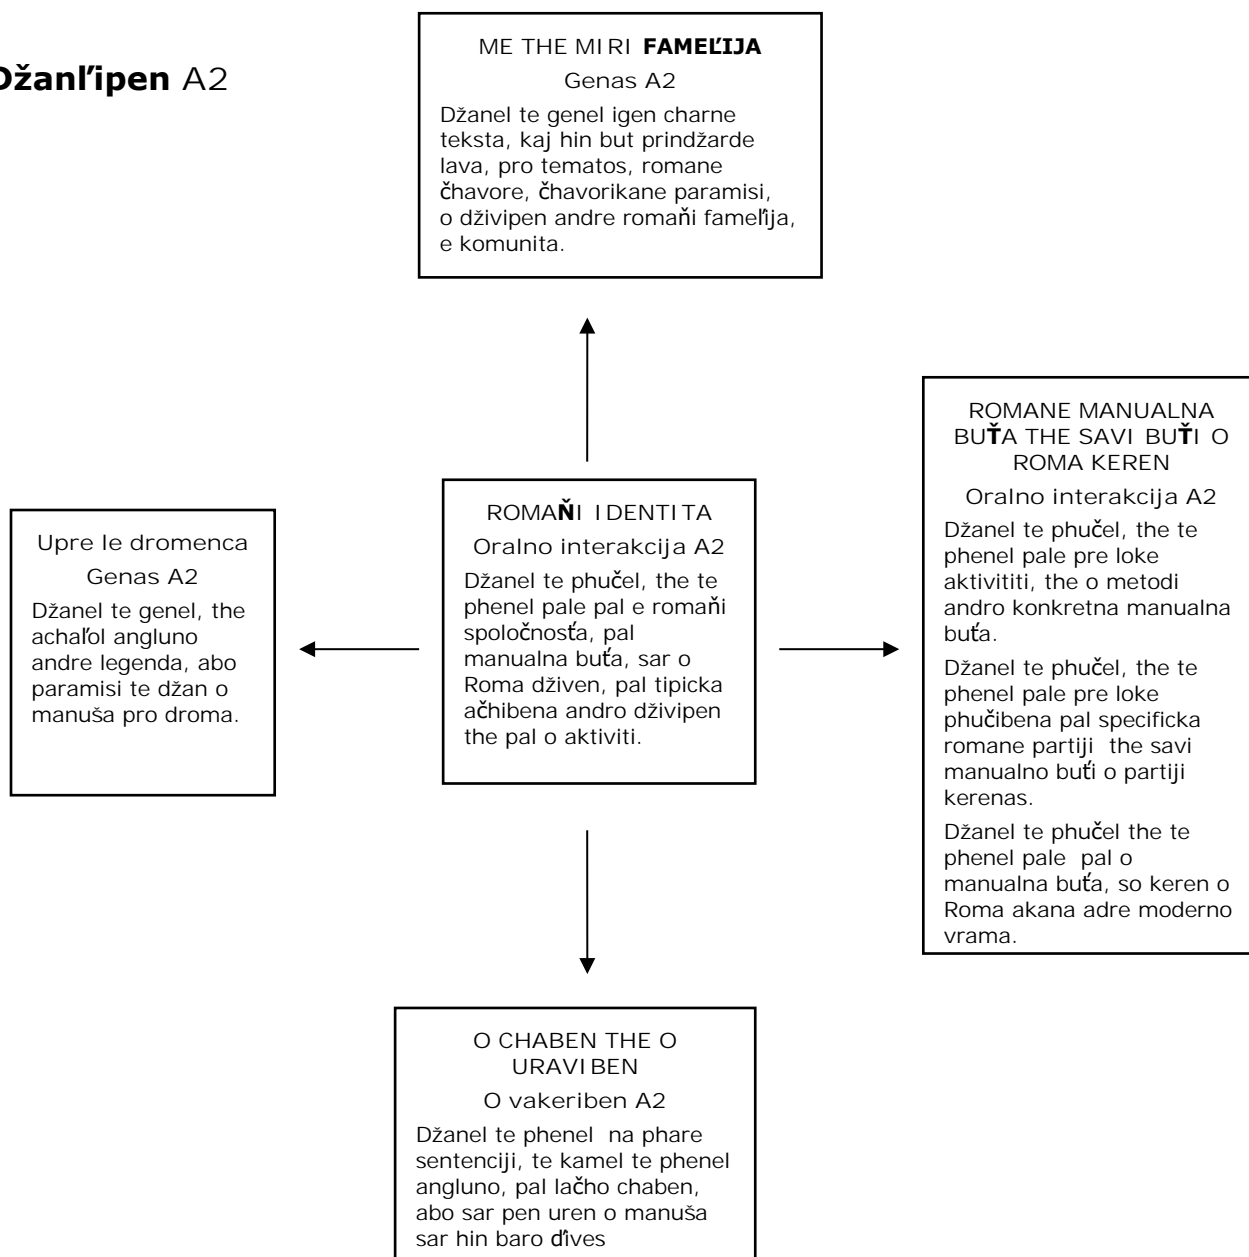 Džanľipen A2
ME THE MIRI FAMEĽIJA
Genas A2
Džanel te genel igen charne
teksta, kaj hin but prindžarde
lava, pro tematos, romane
čhavore, čhavorikane paramisi,
o dživipen andre romaňi fameľija,
e komunita.
ROMANE MANUALNA
BUŤA THE SAVI BUŤI O
ROMA KEREN
Oralno interakcija A2
Džanel te phučel, the te
phenel pale pre loke
aktivititi, the o metodi
andro konkretna manualna
buťa.
Džanel te phučel, the te
phenel pale pre loke
phučibena pal specificka
romane partiji the savi
manualno buťi o partiji
kerenas.
Džanel te phučel the te
phenel pale pal o
manualna buťa, so keren o
Roma akana adre moderno
vrama.
ROMAŇI IDENTITA
Oralno interakcija A2
Džanel te phučel, the te
phenel pale pal e romaňi
spoločnosťa, pal
manualna buťa, sar o
Roma dživen, pal tipicka
ačhibena andro dživipen
the pal o aktiviti.
Upre le dromenca
Genas A2
Džanel te genel, the
achaľol angluno
andre legenda, abo
paramisi te džan o
manuša pro droma.
O CHABEN THE O
URAVIBEN
O vakeriben A2
Džanel te phenel na phare
sentenciji, te kamel te phenel
angluno, pal lačho chaben,
abo sar pen uren o manuša
sar hin baro ďives